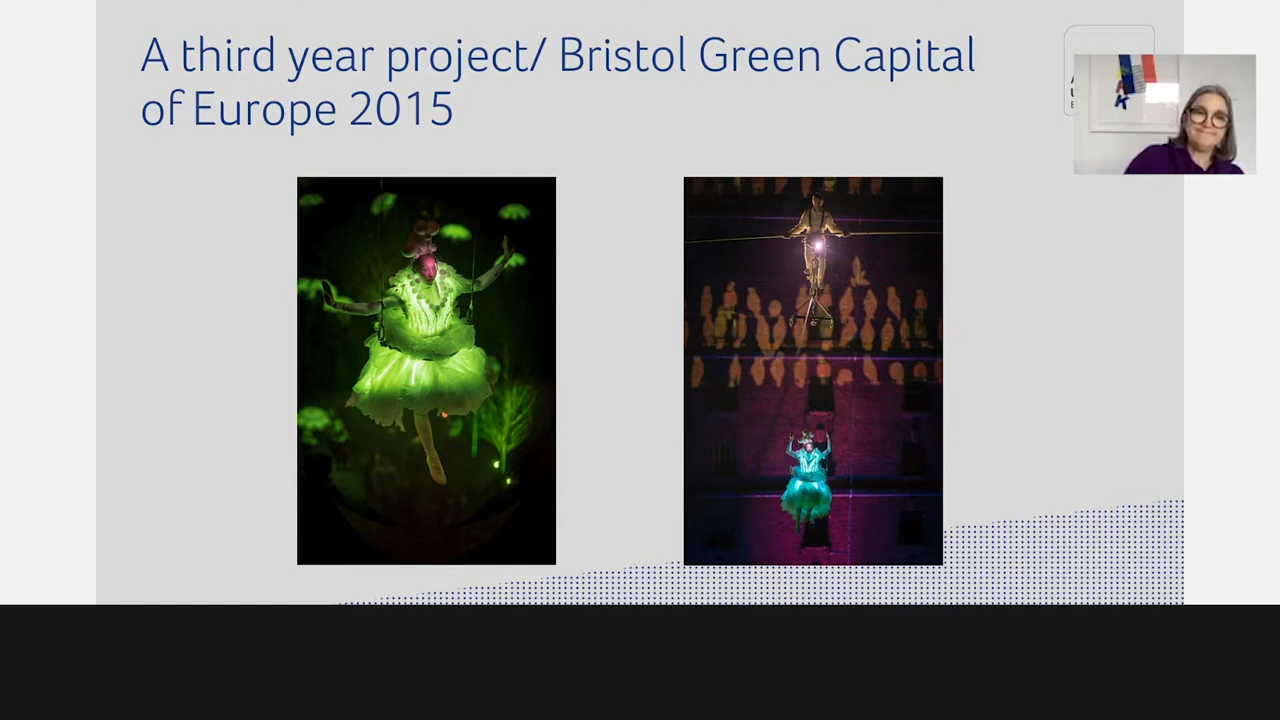 A third year project/ Bristol Green Capital
of Europe 2015